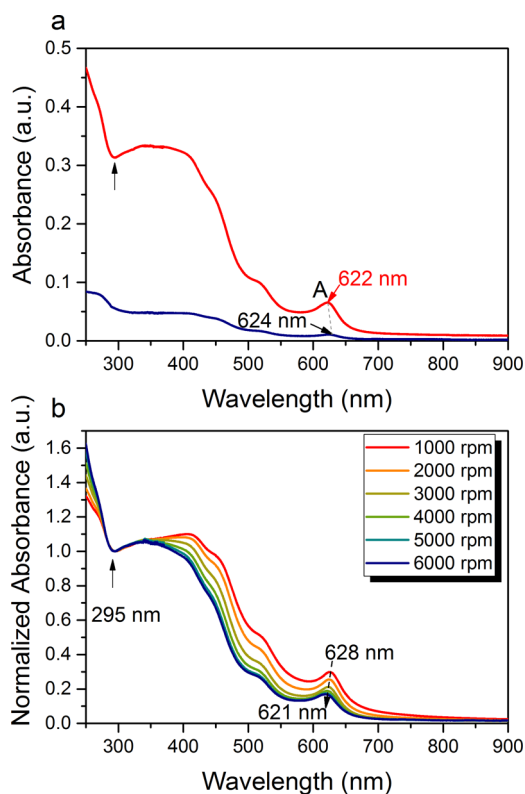 a
Absorbance (a.u.)
0.5
0.4
0.3
0.2
0.1
0.0
A
622 nm
624 nm
300 400 500 600 700 800 900
Wavelength (nm)
b
Normalized Absorbance (a.u.)
1.6
1.4
1.2
1.0
0.8
0.6
0.4
0.2
0.0
1000 rpm
2000 rpm
3000 rpm
4000 rpm
5000 rpm
6000 rpm
295 nm
628 nm
621 nm
300 400 500 600 700 800 900
Wavelength (nm)